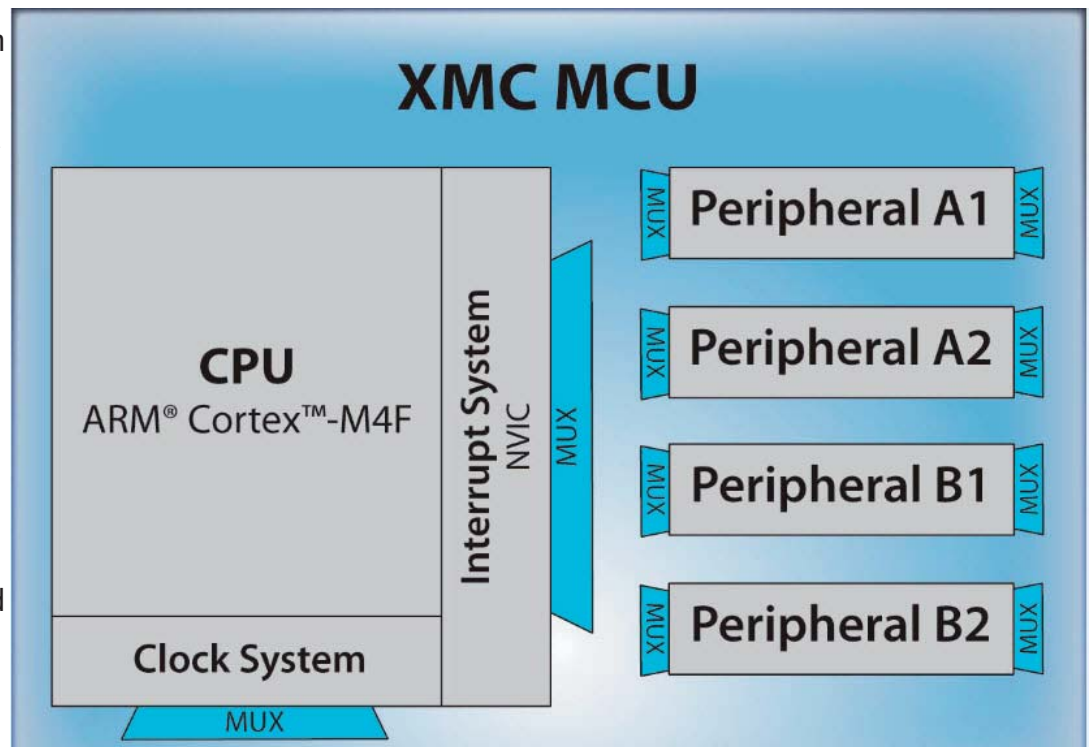 n
d
XMC MCU
CPU
ARM® Cortex™-M4F
Clock System
MUX
Interrupt System
NVIC
MUX
MUX
Peripheral A1
MUX
MUX
Peripheral A2
MUX
MUX
Peripheral B1
MUX
MUX
Peripheral B2
MUX